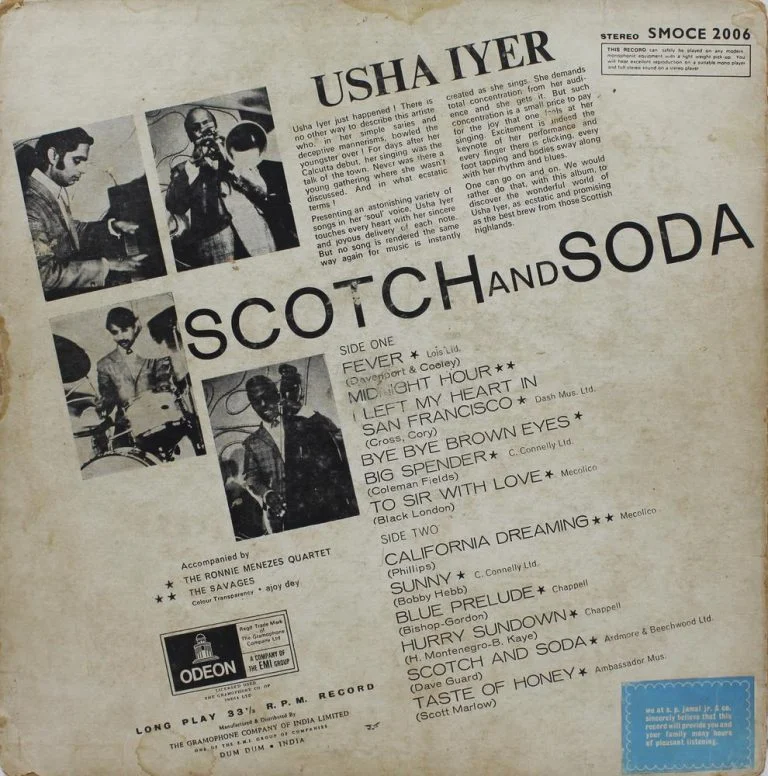 STEREO SMOCE 2006
THIS RECORD can safely be played on any modern
monophonic equipment with a light weight pick-up. You
will hear excellent reproduction on a suitable mono player
and full stereo sound on a stereo player
USHA IYER
Usha Iyer just happened ! There is
no other way to describe this artiste
who, in her simple saries and
deceptive mannerisms, bowled the
youngster over ! For days after her
Calcutta debut, her singing was the
talk of the town. Never was there a
young gathering where she wasn't
discussed. And in what ecstatic
terms !
Presenting an astonishing variety of
songs in her 'soul' voice, Usha Iyer
touches every heart with her sincere
and joyous delivery of each note.
But no song is rendered the same
way again for music is instantly
created as she sings. She demands
total concentration from her audi-
ence and she gets it. But such
concentration is a small price to pay
for the joy that one feels at her
singing. Excitement is indeed the
keynote of her performance and
every finger there is clicking, every
foot tapping and bodies sway along
with her rhythm and blues.
One can go on and on. We would
rather do that, with this album, to
discover the wonderful world of
Usha Iyer, as ecstatic and promising
as the best brew from those Scottish
highlands.
SCOTCH AND SODA
SIDE ONE
FEVER ★ Lois Ltd.
(Davenport & Cooley)
MIDNIGHT HOUR ★★
I LEFT MY HEART IN
SAN FRANCISCO ★ Dash Mus. Ltd.
(Cross, Cory)
BYE BYE BROWN EYES ★
BIG SPENDER ★ C. Connelly Ltd.
(Coleman Fields)
TO SIR WITH LOVE ★ Mecolico
(Black London)
SIDE TWO
CALIFORNIA DREAMING ★★ Mecolico
(Phillips)
SUNNY ★ C. Connelly Ltd.
(Bobby Hebb)
BLUE PRELUDE ★ Chappell
(Bishop-Gordon)
HURRY SUNDOWN ★ Chappell
(H. Montenegro-B. Kaye)
SCOTCH AND SODA ★ Ardmore & Beechwood Ltd.
(Dave Guard)
TASTE OF HONEY ★ Ambassador Mus.
(Scott Marlow)
Accompanied by
★ THE RONNIE MENEZES QUARTET
★★ THE SAVAGES
Colour Transparency • ajoy dey
ODEON
Regd Trade Mark
of The
Gramophone
Company Ltd
A COMPANY OF
THE EMI GROUP
LICENSED USER
THE GRAMOPHONE CO OF
INDIA LTD
LONG PLAY 33⅓ R.P.M. RECORD
Manufactured & Distributed By
THE GRAMOPHONE COMPANY OF INDIA LIMITED
ONE OF THE E.M.I. GROUP OF COMPANIES
DUM DUM • INDIA
we at s. p. jamal jr. & co.
sincerely believe that this
record will provide you and
your family many hours
of pleasant listening.